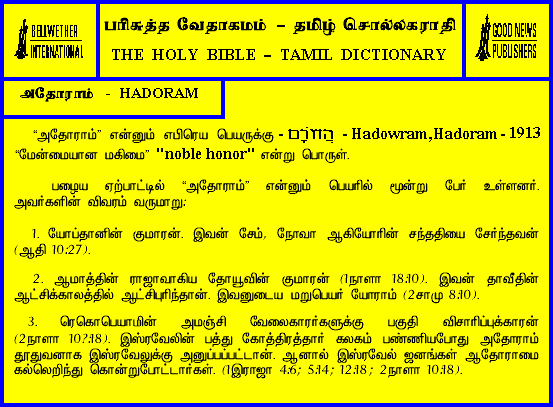 BELLWETHER
INTERNATIONAL
பரிசுத்த வேதாகமம் – தமிழ் சொல்லகராதி
THE HOLY BIBLE – TAMIL DICTIONARY
GOOD NEWS
PUBLISHERS
அதோராம் - HADORAM
“அதோராம்” என்னும் எபிரெய பெயருக்கு - הֲדוֹרָם - Hadowram,Hadoram - 1913
“மேன்மையான மகிமை” "noble honor" என்று பொருள்.
பழைய ஏற்பாட்டில் “அதோராம்” என்னும் பெயரில் மூன்று பேர் உள்ளனர்.
அவர்களின் விவரம் வருமாறு:
1. யோப்தானின் குமாரன். இவன் சேம், நோவா ஆகியோரின் சந்ததியை சேர்ந்தவன்
(ஆதி 10:27).
2. ஆமாத்தின் ராஜாவாகிய தோயூவின் குமாரன் (1நாளா 18:10). இவன் தாவீதின்
ஆட்சிக்காலத்தில் ஆட்சிபுரிந்தான். இவனுடைய மறுபெயர் யோராம் (2சாமு 8:10).
3. ரெகொபெயாமின் அமஞ்சி வேலைகாரர்களுக்கு பகுதி விசாரிப்புக்காரன்
(2நாளா 10?:18). இஸ்ரவேலின் பத்து கோத்திரத்தார் கலகம் பண்ணியபோது அதோராம்
தூதுவனாக இஸ்ரவேலுக்கு அனுப்பப்பட்டான். ஆனால் இஸ்ரவேல் ஜனங்கள் ஆதோராமை
கல்லெறிந்து கொன்றுபோட்டார்கள். (1இராஜா 4:6; 5:14; 12:18; 2நாளா 10:18).